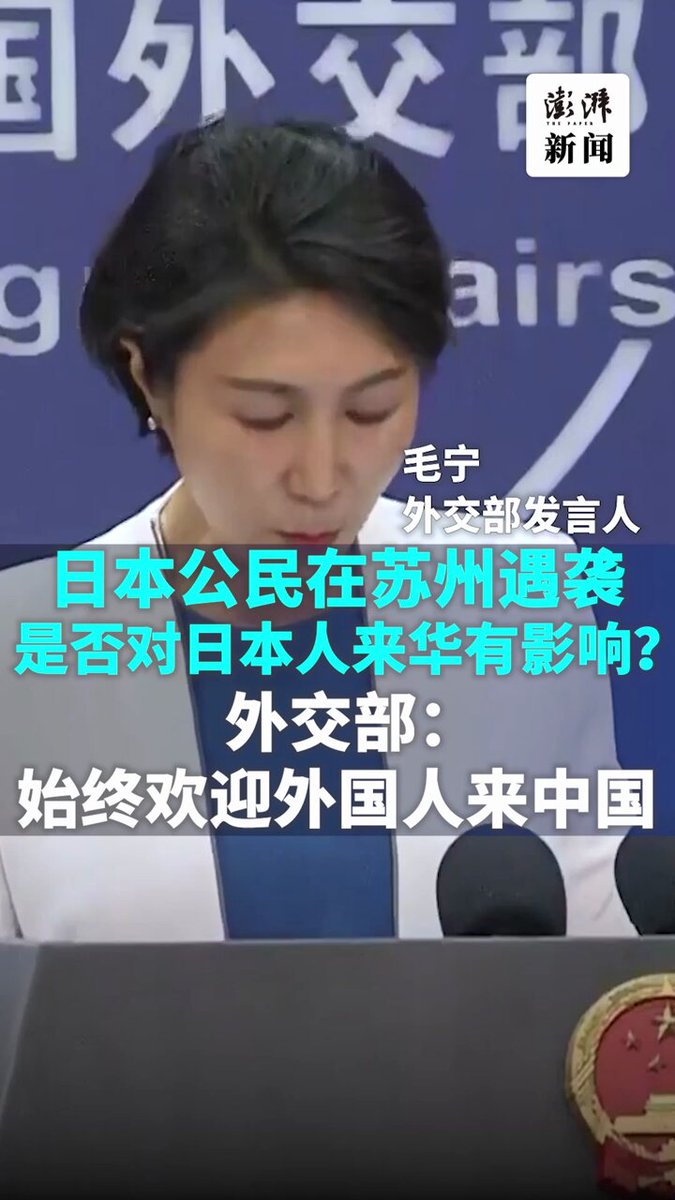 国外交部
澎湃
THE PAPER
新闻
airs
毛宁
外交部发言人
日本公民在苏州遇袭
是否对日本人来华有影响？
外交部：
始终欢迎外国人来中国